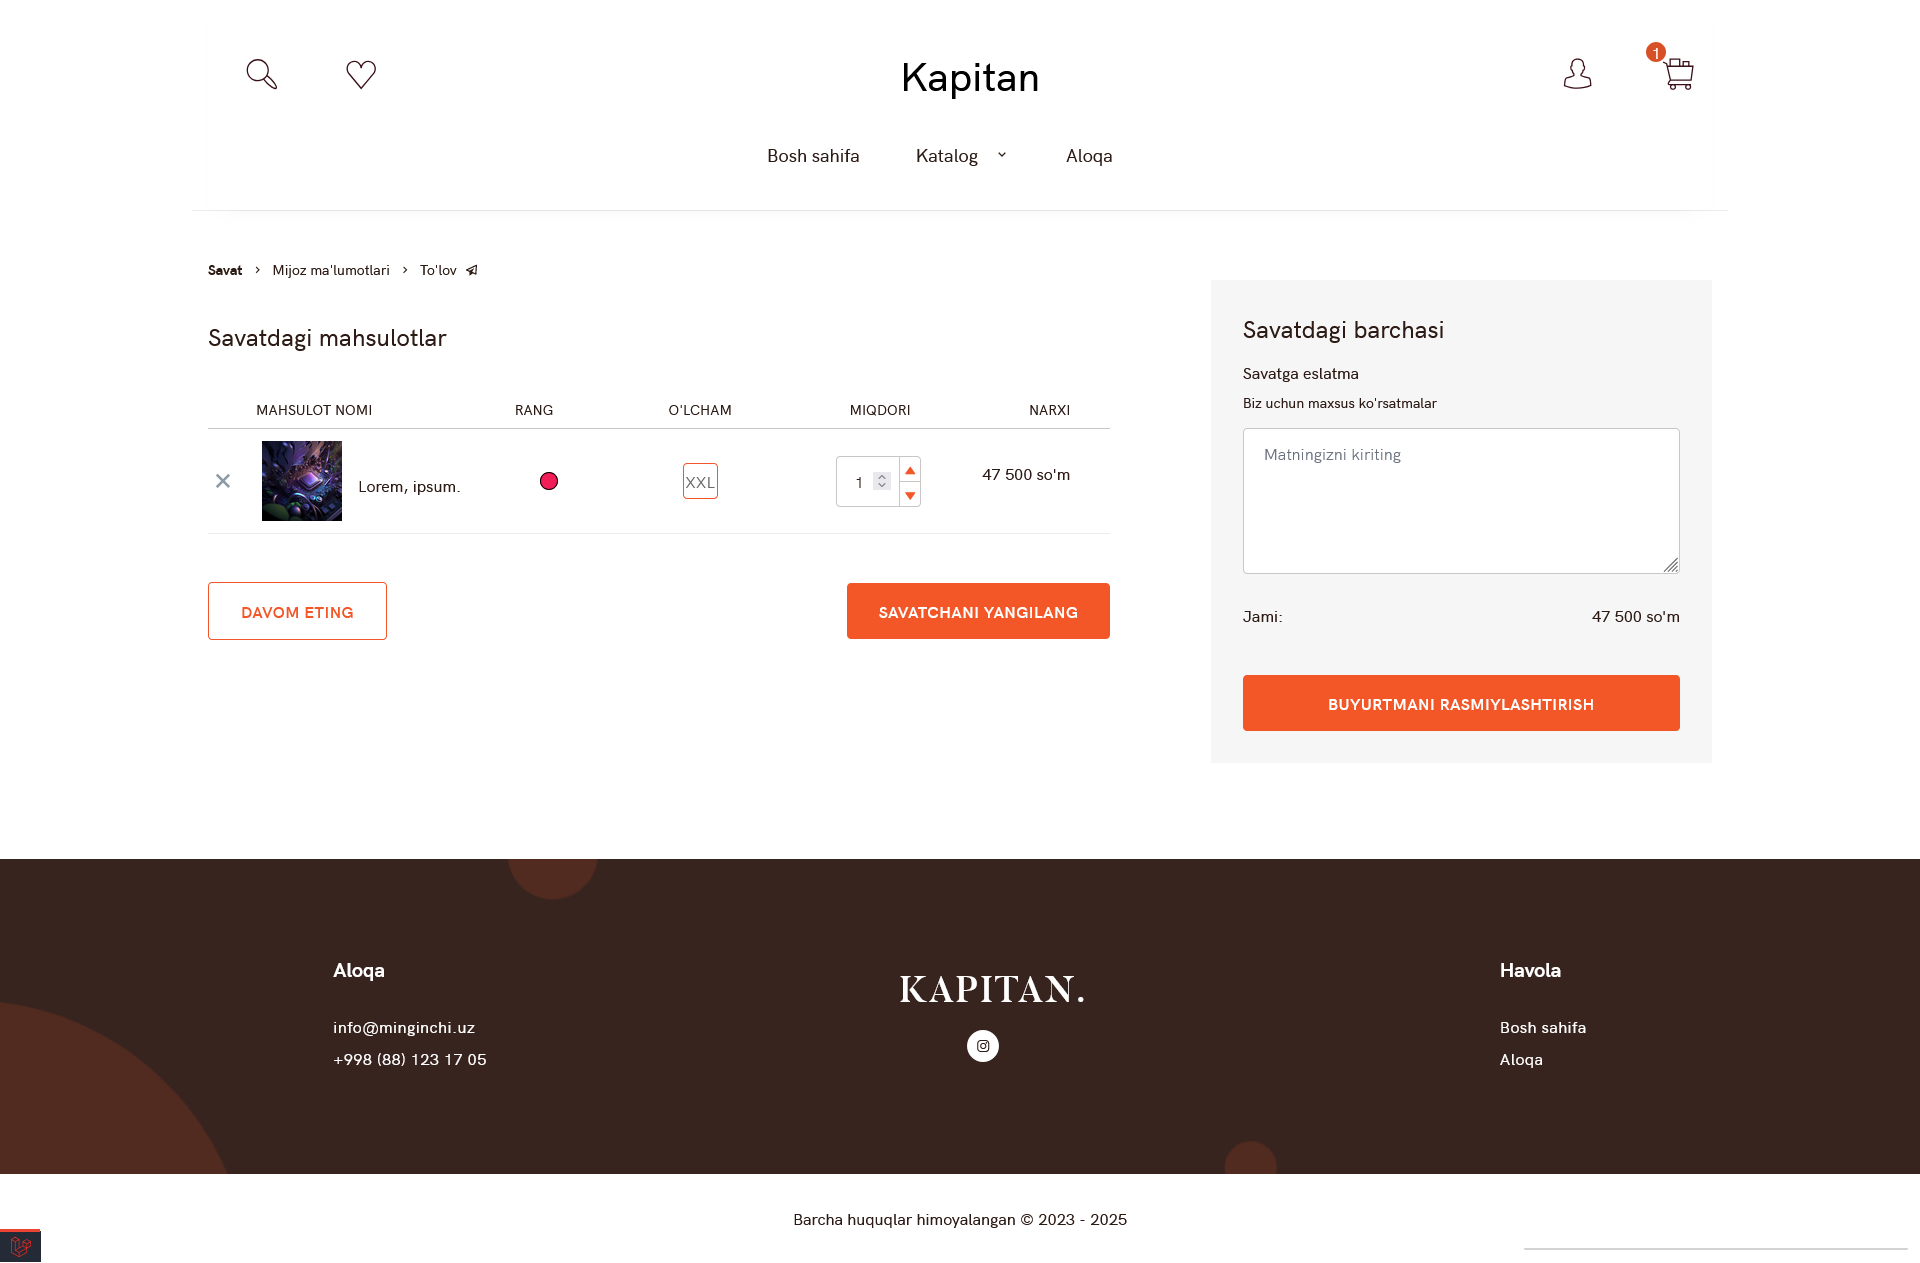 Kapitan
1
Bosh sahifa Katalog Aloqa
Savat Mijoz ma'lumotlari To'lov
Savatdagi mahsulotlar
MAHSULOT NOMI RANG O'LCHAM MIQDORI NARXI
Lorem, ipsum. XXL 1 47 500 so'm
DAVOM ETING SAVATCHANI YANGILANG
Savatdagi barchasi
Savatga eslatma
Biz uchun maxsus ko'rsatmalar
Matningizni kiriting
Jami: 47 500 so'm
BUYURTMANI RASMIYLASHTIRISH
Aloqa
info@minginchi.uz
+998 (88) 123 17 05
KAPITAN.
Havola
Bosh sahifa
Aloqa
Barcha huquqlar himoyalangan © 2023 - 2025